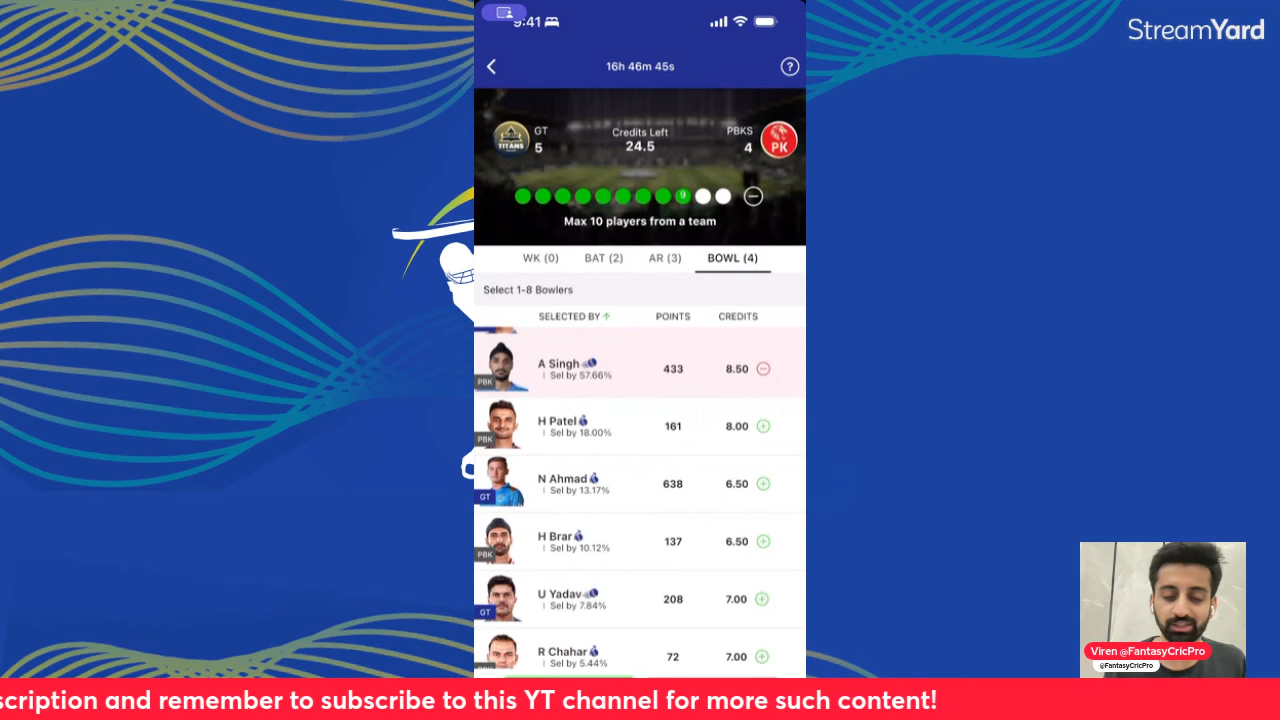 9:41
StreamYard
16h 46m 45s
?
GT
5
Credits Left
24.5
PBKS
4
TITANS
PK
9
Max 10 players from a team
WK (0) BAT (2) AR (3) BOWL (4)
Select 1-8 Bowlers
SELECTED BY POINTS CREDITS
A Singh
Sel by 57.66%
433 8.50
PBK
H Patel
Sel by 18.00%
161 8.00
PBK
N Ahmad
Sel by 13.17%
638 6.50
GT
H Brar
Sel by 10.12%
137 6.50
PBK
U Yadav
Sel by 7.84%
208 7.00
GT
R Chahar
Sel by 5.44%
72 7.00
Viren @FantasyCricPro
@FantasyCricPro
scription and remember to subscribe to this YT channel for more such content!